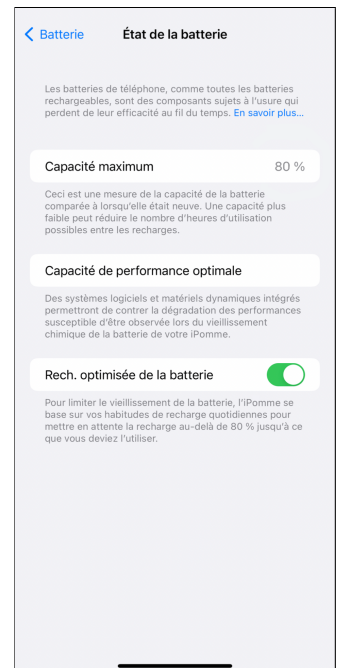 Batterie
État de la batterie
Les batteries de téléphone, comme toutes les batteries
rechargeables, sont des composants sujets à l'usure qui
perdent de leur efficacité au fil du temps. En savoir plus...
Capacité maximum
80 %
Ceci est une mesure de la capacité de la batterie
comparée à lorsqu'elle était neuve. Une capacité plus
faible peut réduire le nombre d'heures d'utilisation
possibles entre les recharges.
Capacité de performance optimale
Des systèmes logiciels et matériels dynamiques intégrés
permettront de contrer la dégradation des performances
susceptible d'être observée lors du vieillissement
chimique de la batterie de votre iPomme.
Rech. optimisée de la batterie
Pour limiter le vieillissement de la batterie, l'iPomme se
base sur vos habitudes de recharge quotidiennes pour
mettre en attente la recharge au-delà de 80 % jusqu'à ce
que vous deviez l'utiliser.